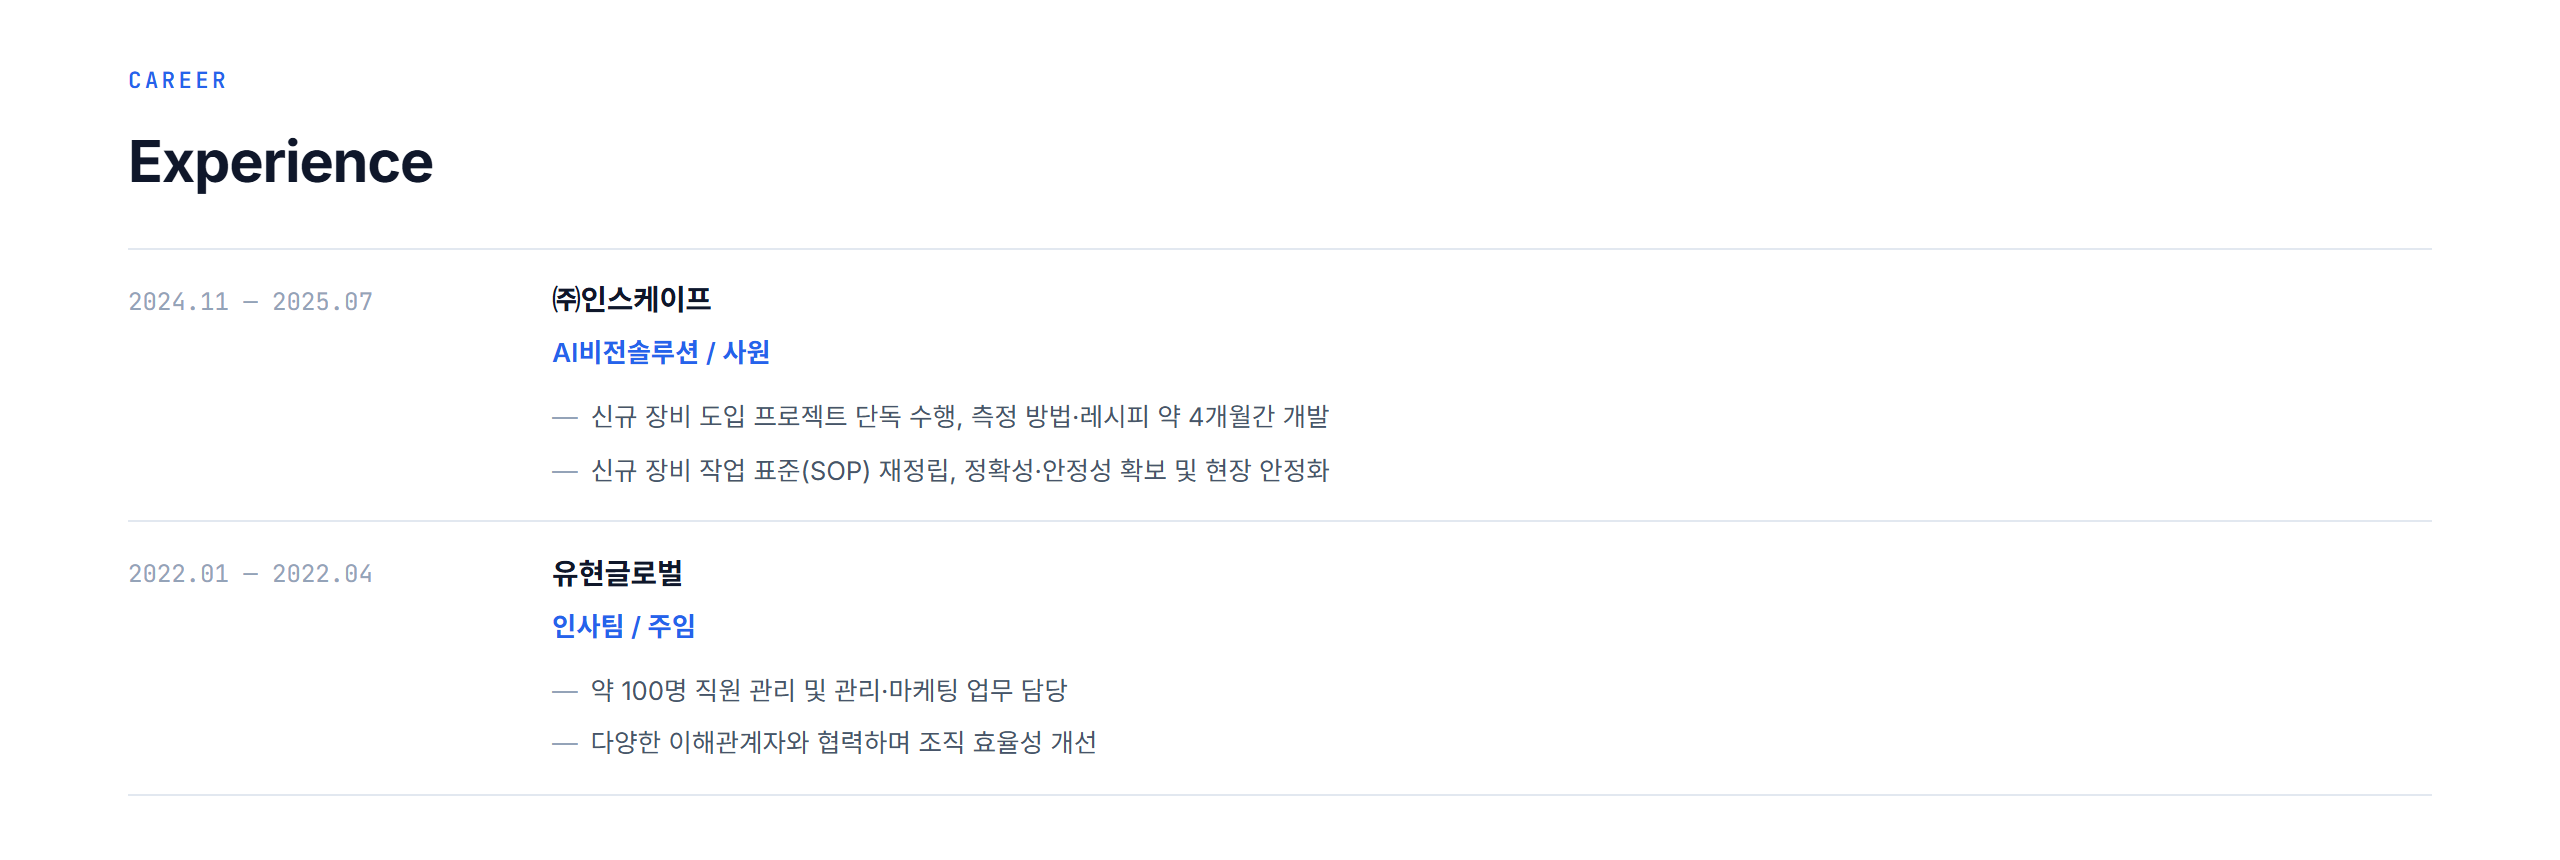 CAREER
Experience
2024.11 — 2025.07
㈜인스케이프
AI비전솔루션 / 사원
— 신규 장비 도입 프로젝트 단독 수행, 측정 방법·레시피 약 4개월간 개발
— 신규 장비 작업 표준(SOP) 재정립, 정확성·안정성 확보 및 현장 안정화
2022.01 — 2022.04
유현글로벌
인사팀 / 주임
— 약 100명 직원 관리 및 관리·마케팅 업무 담당
— 다양한 이해관계자와 협력하며 조직 효율성 개선